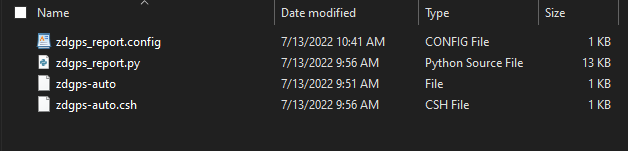 Name Date modified Type Size
zdgps_report.config 7/13/2022 10:41 AM CONFIG File 1 KB
zdgps_report.py 7/13/2022 9:56 AM Python Source File 13 KB
zdgps-auto 7/13/2022 9:51 AM File 1 KB
zdgps-auto.csh 7/13/2022 9:56 AM CSH File 1 KB